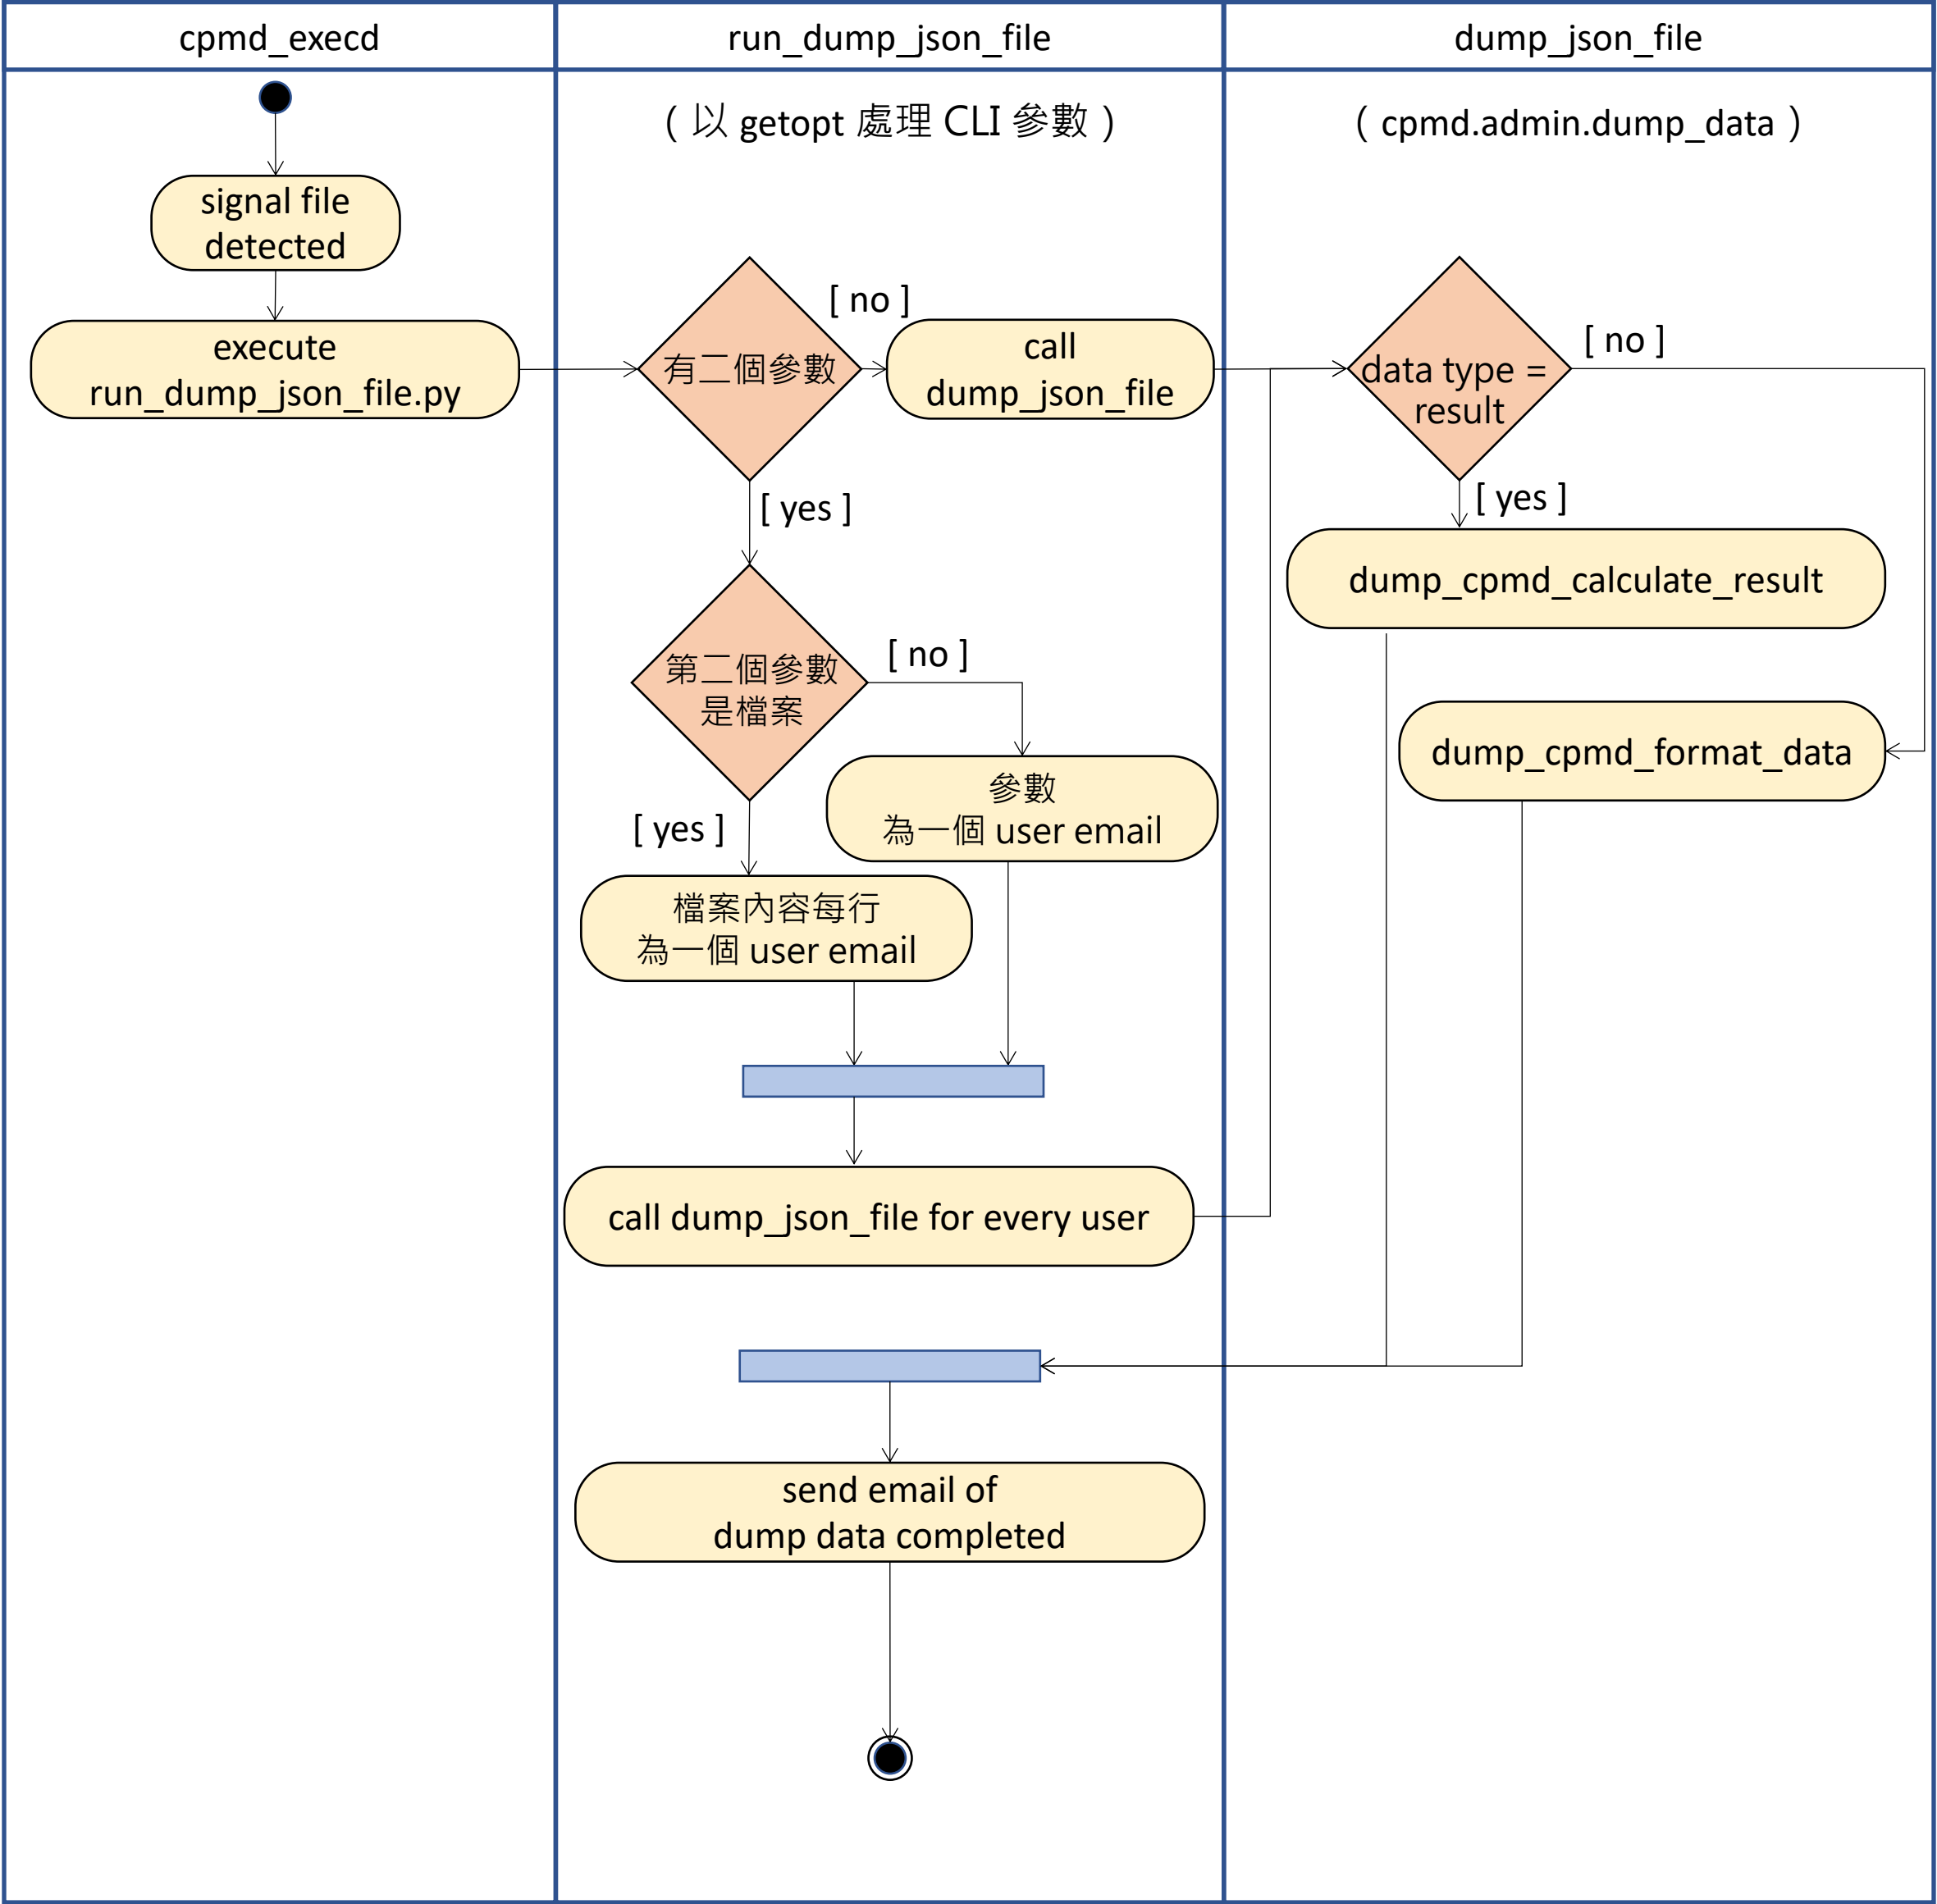 cpmd_execd
run_dump_json_file
dump_json_file
( 以 getopt 處理 CLI 參數 )
( cpmd.admin.dump_data )
signal file
detected
execute
run_dump_json_file.py
有二個參數
[ no ]
call
dump_json_file
[ yes ]
第二個參數
是檔案
[ no ]
參數
為一個 user email
[ yes ]
檔案內容每行
為一個 user email
call dump_json_file for every user
send email of
dump data completed
data type =
result
[ no ]
[ yes ]
dump_cpmd_calculate_result
dump_cpmd_format_data